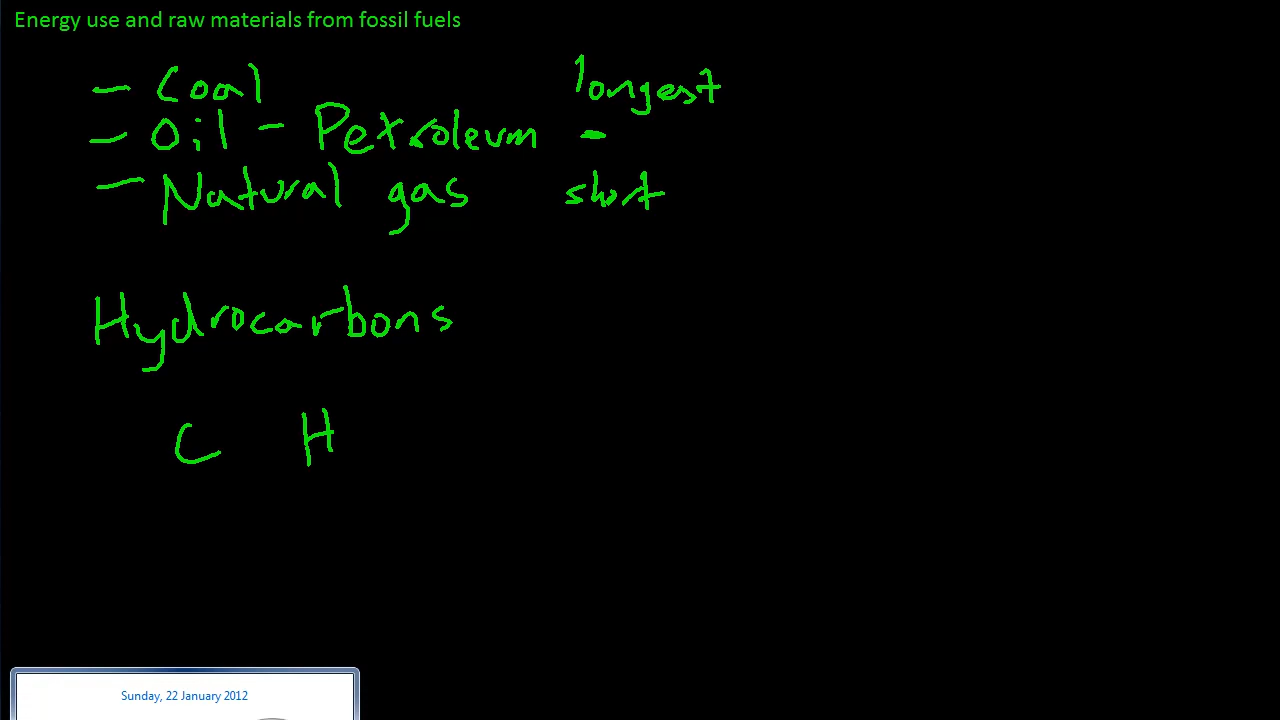 Energy use and raw materials from fossil fuels
- Coal longest
- Oil - Petroleum -
- Natural gas short
Hydrocarbons
C H
Sunday, 22 January 2012